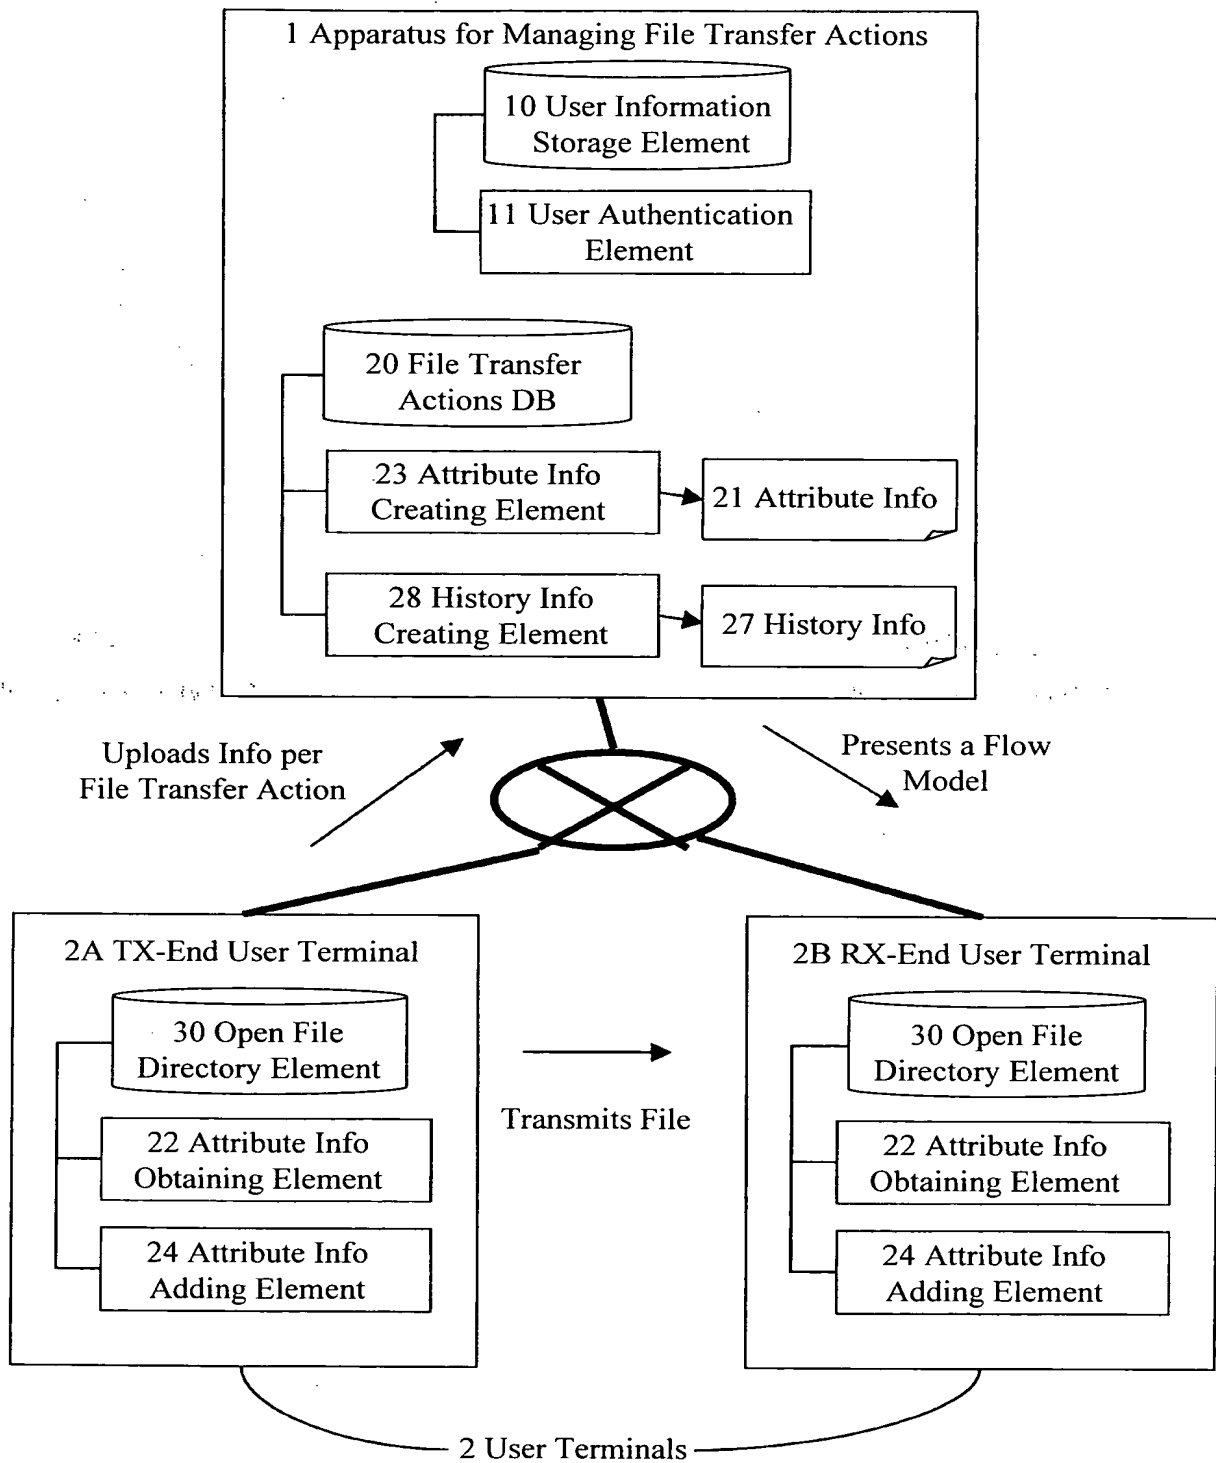 1 Apparatus for Managing File Transfer Actions
10 User Information
Storage Element
11 User Authentication
Element
20 File Transfer
Actions DB
23 Attribute Info
Creating Element
21 Attribute Info
28 History Info
Creating Element
27 History Info
Uploads Info per
File Transfer Action
Presents a Flow
Model
2A TX-End User Terminal
30 Open File
Directory Element
22 Attribute Info
Obtaining Element
24 Attribute Info
Adding Element
Transmits File
2B RX-End User Terminal
30 Open File
Directory Element
22 Attribute Info
Obtaining Element
24 Attribute Info
Adding Element
2 User Terminals